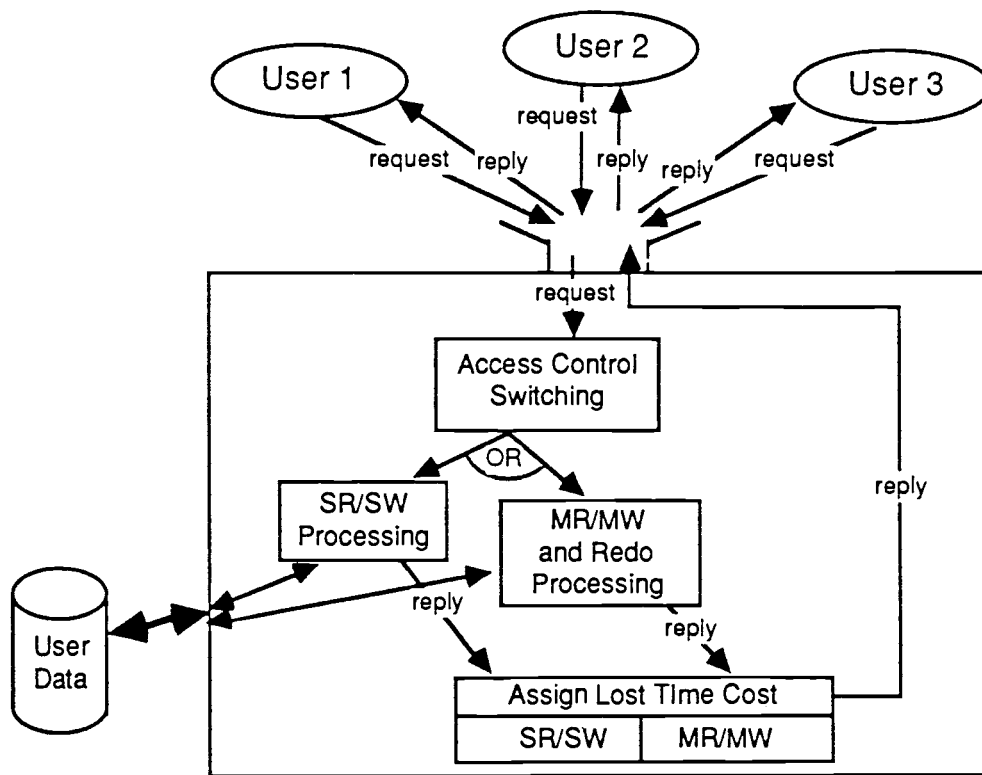 User 1
User 2
User 3
request
request
reply
reply
reply
request
request
Access Control
Switching
OR
reply
SR/SW
Processing
MR/MW
and Redo
Processing
reply
reply
User
Data
Assign Lost TIme Cost
SR/SW
MR/MW